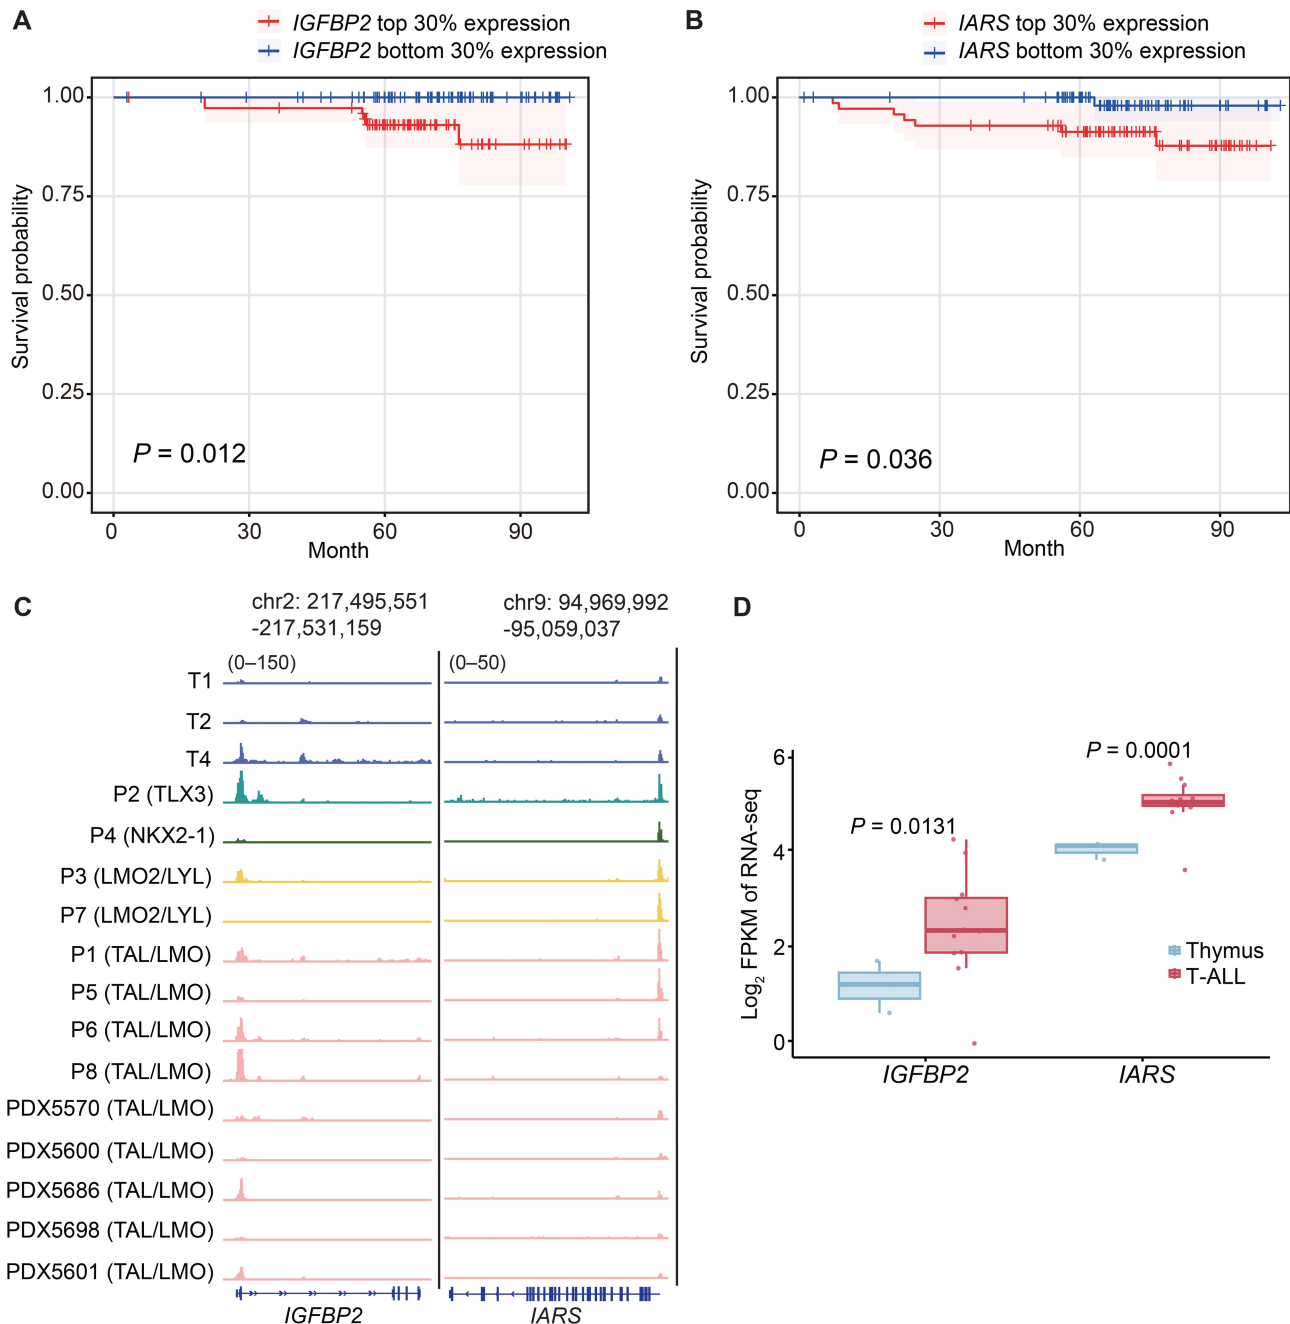 A
IGFBP2 top 30% expression
IGFBP2 bottom 30% expression
1.00
0.75
0.50
0.25
0.00
Survival probability
P = 0.012
0 30 60 90
Month
B
IARS top 30% expression
IARS bottom 30% expression
1.00
0.75
0.50
0.25
0.00
Survival probability
P = 0.036
0 30 60 90
Month
C
chr2: 217,495,551
-217,531,159
chr9: 94,969,992
-95,059,037
(0–150) (0–50)
T1
T2
T4
P2 (TLX3)
P4 (NKX2-1)
P3 (LMO2/LYL)
P7 (LMO2/LYL)
P1 (TAL/LMO)
P5 (TAL/LMO)
P6 (TAL/LMO)
P8 (TAL/LMO)
PDX5570 (TAL/LMO)
PDX5600 (TAL/LMO)
PDX5686 (TAL/LMO)
PDX5698 (TAL/LMO)
PDX5601 (TAL/LMO)
IGFBP2 IARS
D
Log2 FPKM of RNA-seq
6
4
2
0
P = 0.0131
P = 0.0001
Thymus
T-ALL
IGFBP2 IARS